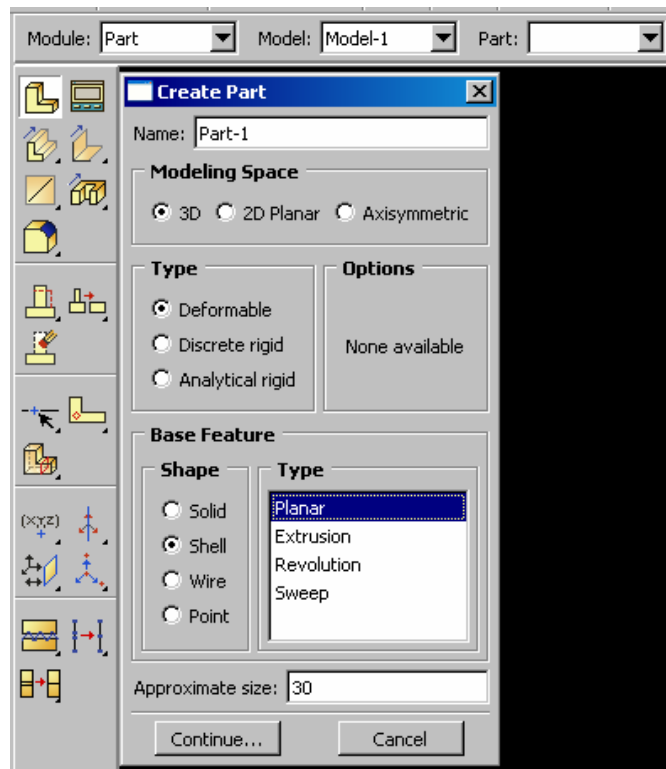 Module: Part Model: Model-1 Part:
Create Part
Name: Part-1
Modeling Space
3D 2D Planar Axisymmetric
Type Options
Deformable
Discrete rigid None available
Analytical rigid
Base Feature
Shape Type
Solid Planar
Shell Extrusion
Wire Revolution
Point Sweep
Approximate size: 30
Continue... Cancel
(XYZ)